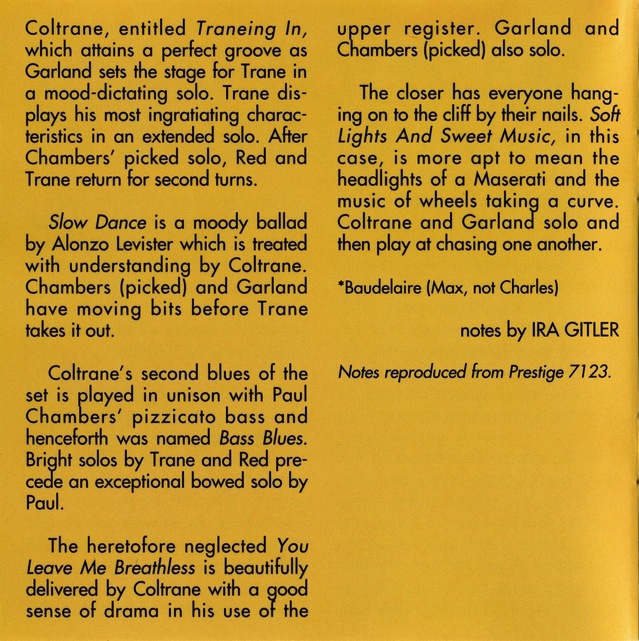 Coltrane, entitled Traneing In,
which attains a perfect groove as
Garland sets the stage for Trane in
a mood-dictating solo. Trane dis-
plays his most ingratiating charac-
teristics in an extended solo. After
Chambers' picked solo, Red and
Trane return for second turns.
Slow Dance is a moody ballad
by Alonzo Levister which is treated
with understanding by Coltrane.
Chambers (picked) and Garland
have moving bits before Trane
takes it out.
Coltrane's second blues of the
set is played in unison with Paul
Chambers' pizzicato bass and
henceforth was named Bass Blues.
Bright solos by Trane and Red pre-
cede an exceptional bowed solo by
Paul.
The heretofore neglected You
Leave Me Breathless is beautifully
delivered by Coltrane with a good
sense of drama in his use of the
upper register. Garland and
Chambers (picked) also solo.
The closer has everyone hang-
ing on to the cliff by their nails. Soft
Lights And Sweet Music, in this
case, is more apt to mean the
headlights of a Maserati and the
music of wheels taking a curve.
Coltrane and Garland solo and
then play at chasing one another.
*Baudelaire (Max, not Charles)
notes by IRA GITLER
Notes reproduced from Prestige 7123.